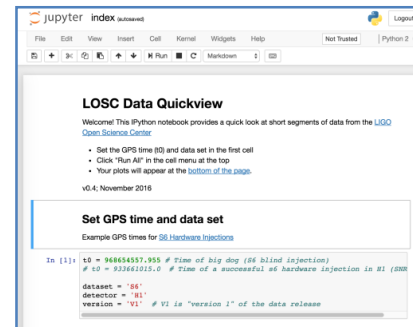 jupyter index (autosaved)
Logout
File Edit View Insert Cell Kernel Widgets Help
Not Trusted
Python 2
Run
Markdown
LOSC Data Quickview
Welcome! This IPython notebook provides a quick look at short segments of data from the LIGO
Open Science Center
• Set the GPS time (t0) and data set in the first cell
• Click "Run All" in the cell menu at the top
• Your plots will appear at the bottom of the page.
v0.4; November 2016
Set GPS time and data set
Example GPS times for S6 Hardware Injections
In [1]: t0 = 968654557.955 # Time of big dog (S6 blind injection)
# t0 = 933661015.0 # Time of a successful s6 hardware injection in H1 (SNR
dataset = 'S6'
detector = 'H1'
version = 'V1' # V1 is "version 1" of the data release